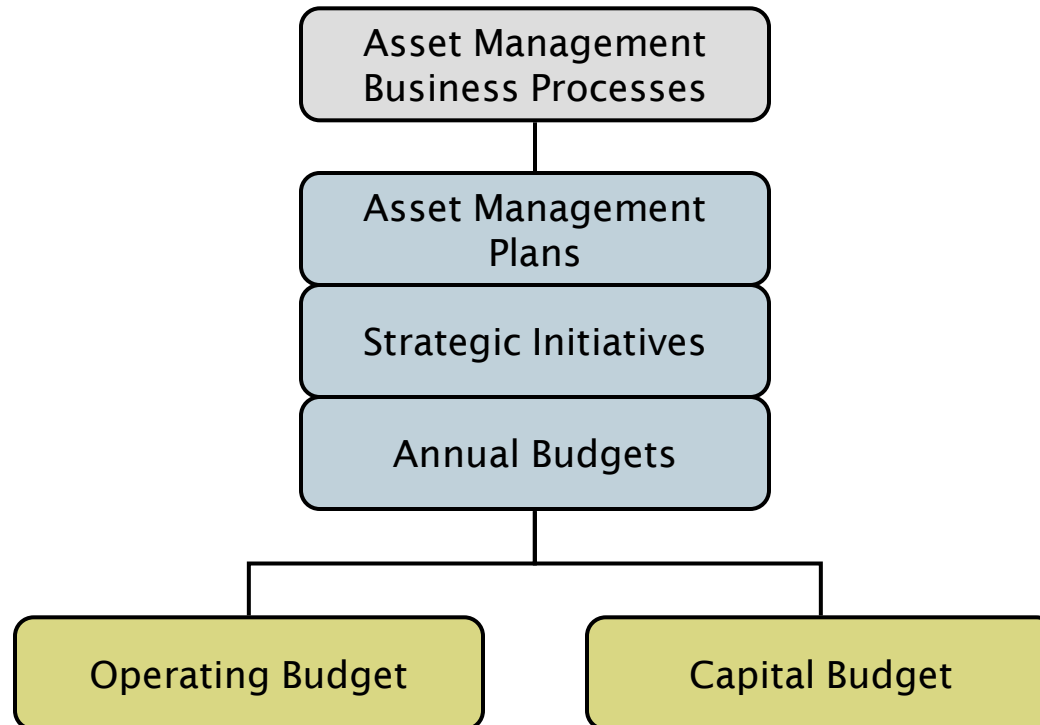 Asset Management
Business Processes
Asset Management
Plans
Strategic Initiatives
Annual Budgets
Operating Budget
Capital Budget